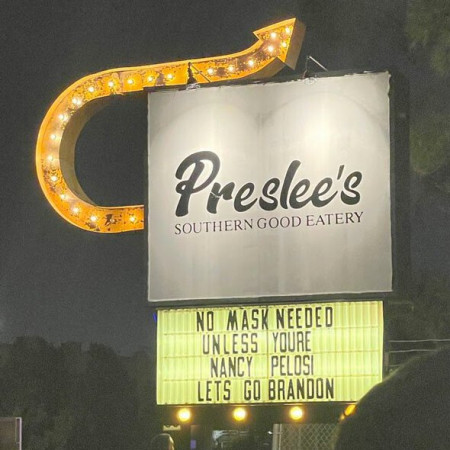 Preslee's
SOUTHERN GOOD EATERY
NO MASK NEEDED
UNLESS YOURE
NANCY PELOSI
LETS GO BRANDON